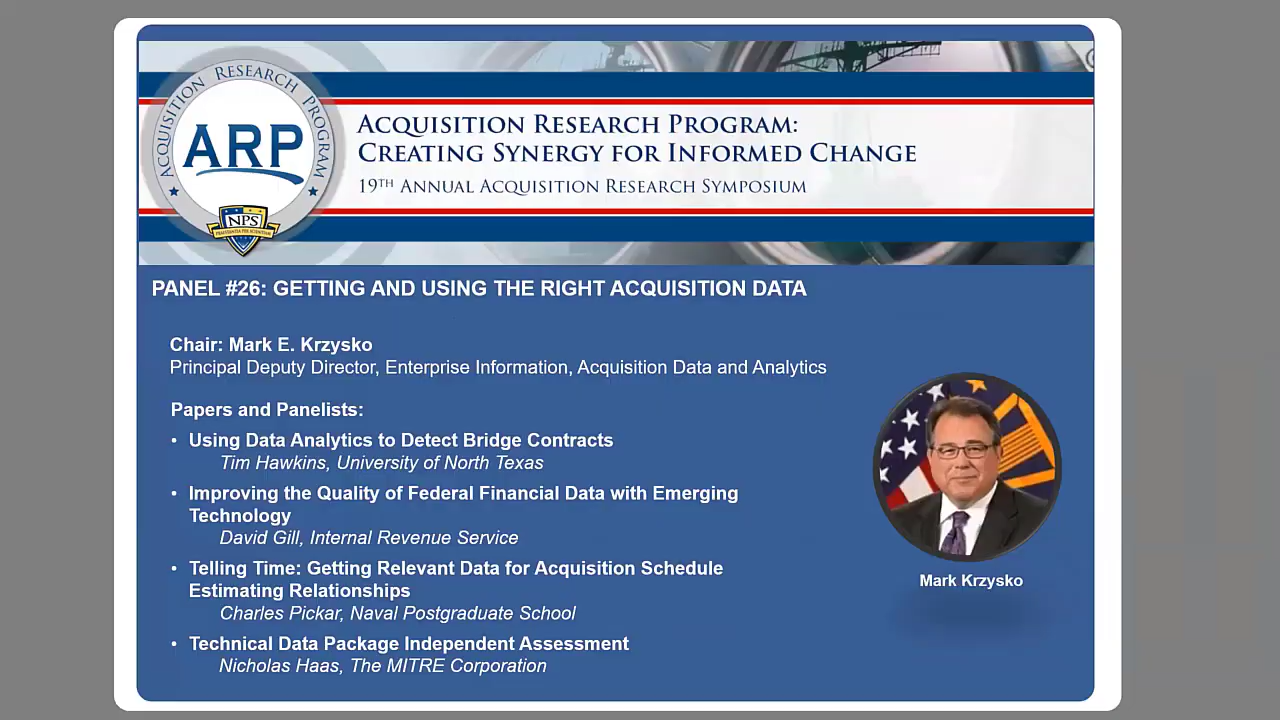 ACQUISITION RESEARCH PROGRAM
ARP
NPS
PRAESTANTIA PER SCIENTIAM
ACQUISITION RESEARCH PROGRAM:
CREATING SYNERGY FOR INFORMED CHANGE
19TH ANNUAL ACQUISITION RESEARCH SYMPOSIUM
PANEL #26: GETTING AND USING THE RIGHT ACQUISITION DATA
Chair: Mark E. Krzysko
Principal Deputy Director, Enterprise Information, Acquisition Data and Analytics
Papers and Panelists:
• Using Data Analytics to Detect Bridge Contracts
Tim Hawkins, University of North Texas
• Improving the Quality of Federal Financial Data with Emerging
Technology
David Gill, Internal Revenue Service
• Telling Time: Getting Relevant Data for Acquisition Schedule
Estimating Relationships
Charles Pickar, Naval Postgraduate School
• Technical Data Package Independent Assessment
Nicholas Haas, The MITRE Corporation
Mark Krzysko